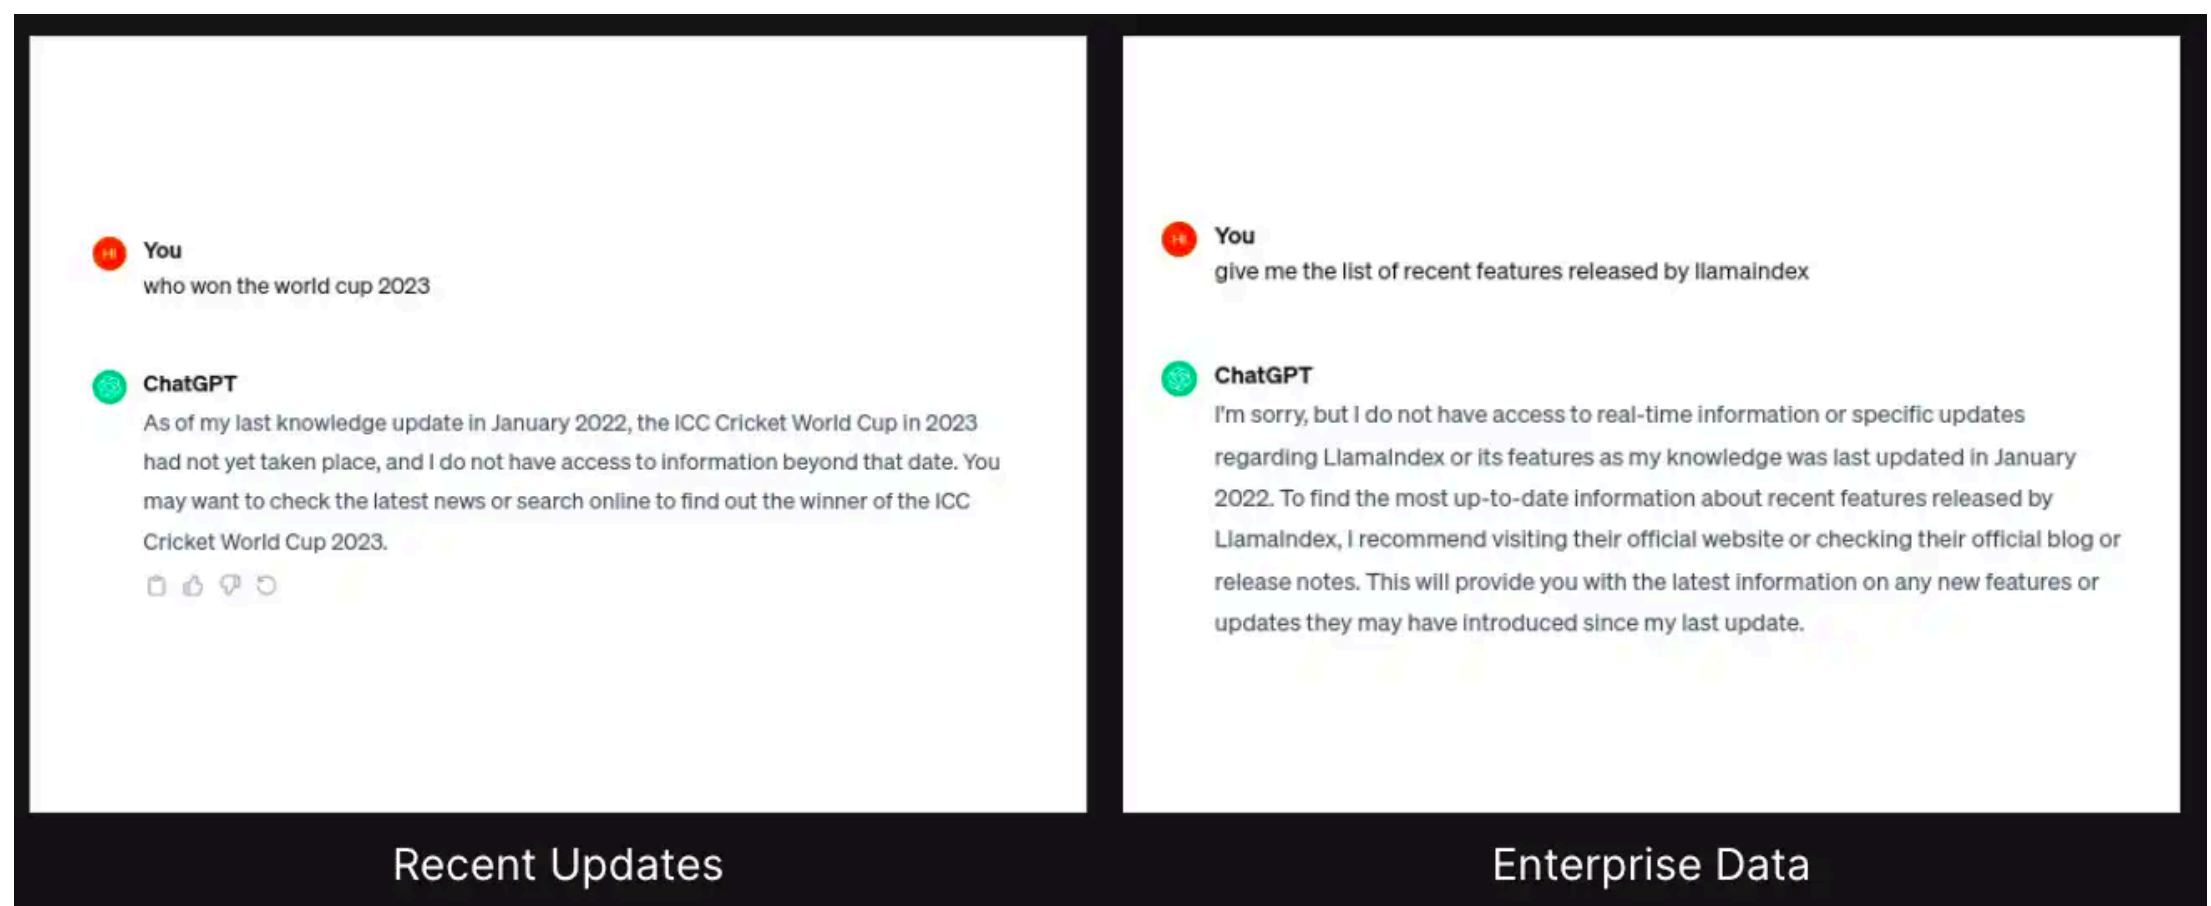 HI
You
who won the world cup 2023
ChatGPT
As of my last knowledge update in January 2022, the ICC Cricket World Cup in 2023
had not yet taken place, and I do not have access to information beyond that date. You
may want to check the latest news or search online to find out the winner of the ICC
Cricket World Cup 2023.
Recent Updates
HI
You
give me the list of recent features released by llamaindex
ChatGPT
I'm sorry, but I do not have access to real-time information or specific updates
regarding LlamaIndex or its features as my knowledge was last updated in January
2022. To find the most up-to-date information about recent features released by
LlamaIndex, I recommend visiting their official website or checking their official blog or
release notes. This will provide you with the latest information on any new features or
updates they may have introduced since my last update.
Enterprise Data